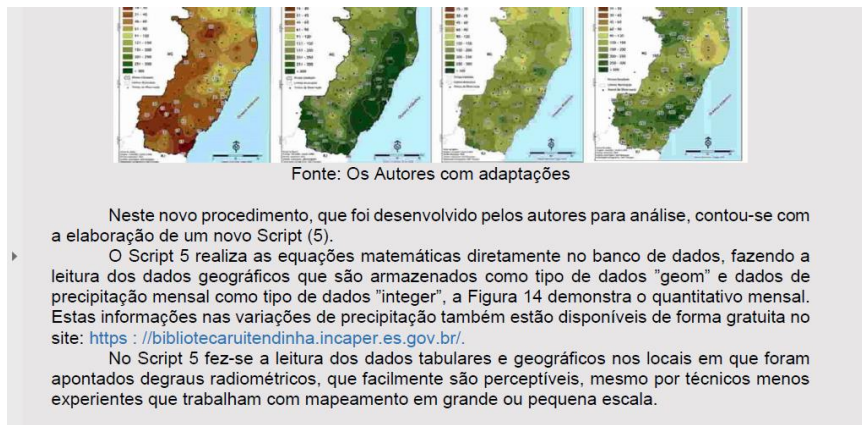 Fonte: Os Autores com adaptações
Neste novo procedimento, que foi desenvolvido pelos autores para análise, contou-se com
a elaboração de um novo Script (5).
O Script 5 realiza as equações matemáticas diretamente no banco de dados, fazendo a
leitura dos dados geográficos que são armazenados como tipo de dados ”geom” e dados de
precipitação mensal como tipo de dados ”integer”, a Figura 14 demonstra o quantitativo mensal.
Estas informações nas variações de precipitação também estão disponíveis de forma gratuita no
site: https : //bibliotecaruitendinha.incaper.es.gov.br/.
No Script 5 fez-se a leitura dos dados tabulares e geográficos nos locais em que foram
apontados degraus radiométricos, que facilmente são perceptíveis, mesmo por técnicos menos
experientes que trabalham com mapeamento em grande ou pequena escala.